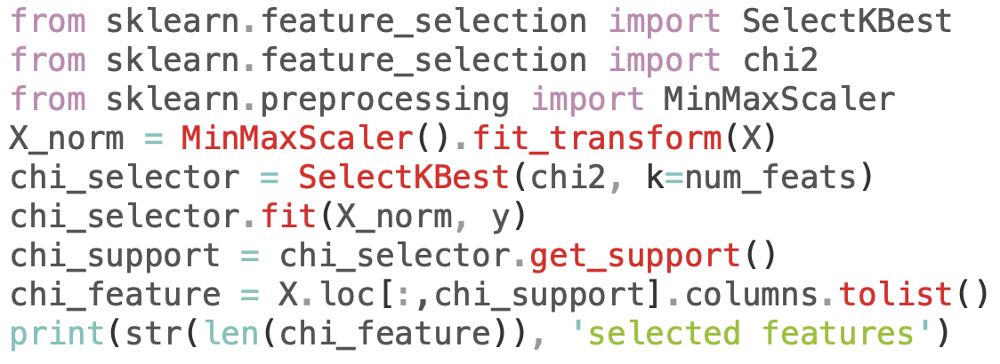 from sklearn.feature_selection import SelectKBest
from sklearn.feature_selection import chi2
from sklearn.preprocessing import MinMaxScaler
X_norm = MinMaxScaler().fit_transform(X)
chi_selector = SelectKBest(chi2, k=num_feats)
chi_selector.fit(X_norm, y)
chi_support = chi_selector.get_support()
chi_feature = X.loc[:,chi_support].columns.tolist()
print(str(len(chi_feature)), 'selected features')